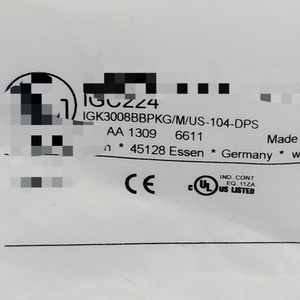 IGC224
IGK3008BBPKG/M/US-104-DPS
AA 1309 6611
Made
* 45128 Essen * Germany * w
CE
UL
US LISTED
IND. CONT
EQ. 11ZA